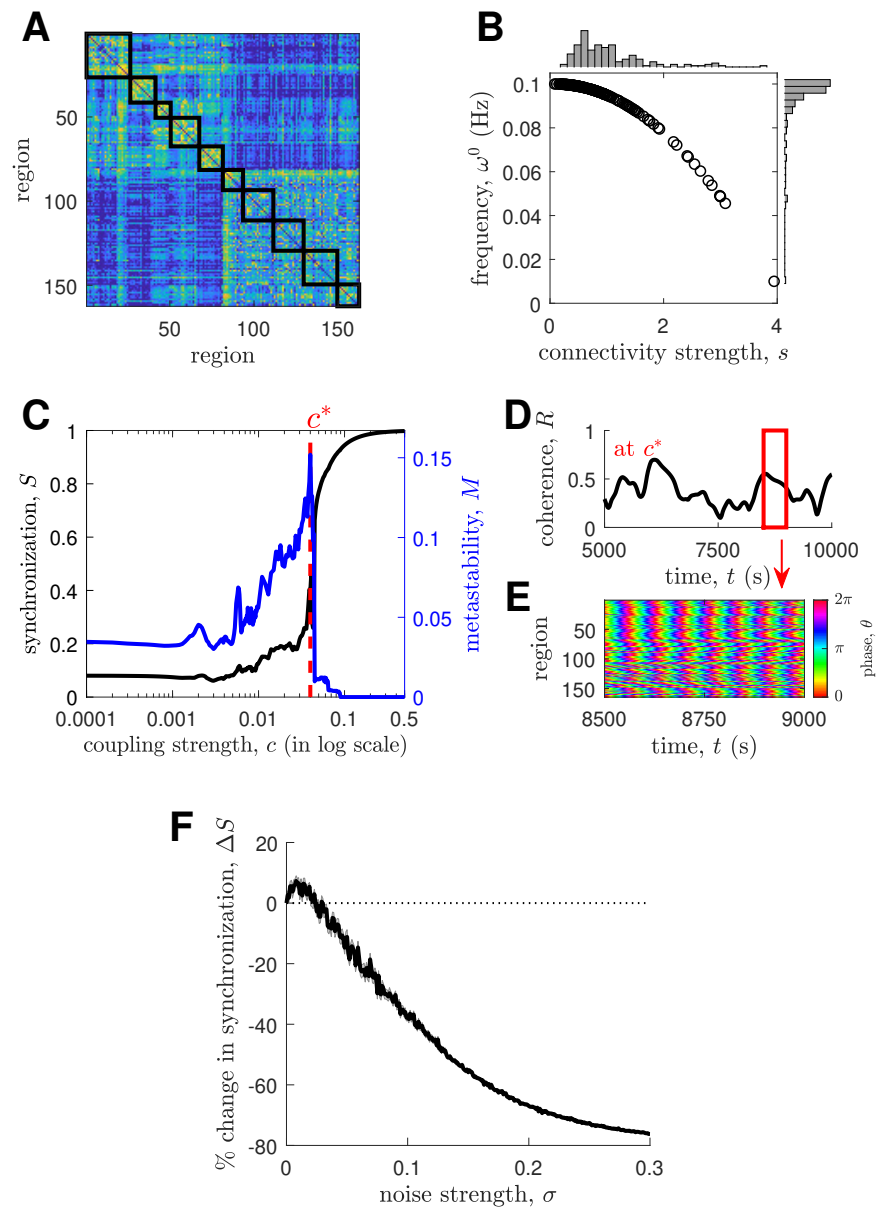 A
region
50
100
150
50
100
150
region
B
frequency, ω⁰ (Hz)
0.1
0.08
0.06
0.04
0.02
0
0
2
4
connectivity strength, s
C
c*
synchronization, S
1
0.8
0.6
0.4
0.2
0
0.15
0.1
0.05
0
metastability, M
0.0001
0.001
0.01
0.1
0.5
coupling strength, c (in log scale)
D
coherence, R
1
0.5
0
at c*
5000
7500
10000
time, t (s)
E
region
50
100
150
2π
π
0
phase, θ
8500
8750
9000
time, t (s)
F
% change in synchronization, ΔS
20
0
-20
-40
-60
-80
0
0.1
0.2
0.3
noise strength, σ